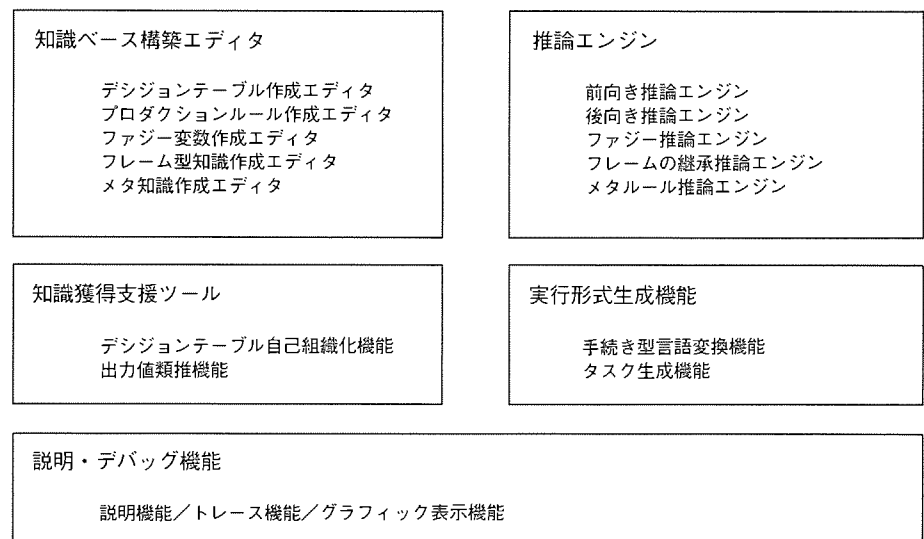 知識ベース構築エディタ
デシジョンテーブル作成エディタ
プロダクションルール作成エディタ
ファジー変数作成エディタ
フレーム型知識作成エディタ
メタ知識作成エディタ
推論エンジン
前向き推論エンジン
後向き推論エンジン
ファジー推論エンジン
フレームの継承推論エンジン
メタルール推論エンジン
知識獲得支援ツール
デシジョンテーブル自己組織化機能
出力値類推機能
実行形式生成機能
手続き型言語変換機能
タスク生成機能
説明・デバッグ機能
説明機能／トレース機能／グラフィック表示機能